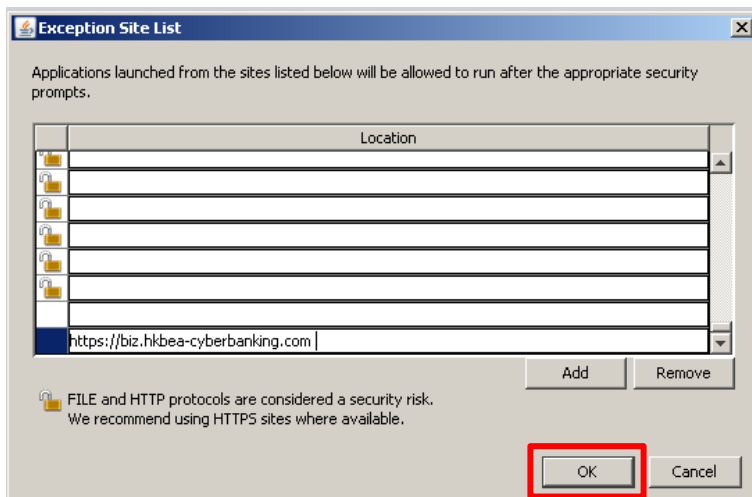 Exception Site List
Applications launched from the sites listed below will be allowed to run after the appropriate security
prompts.
Location
https://biz.hkbea-cyberbanking.com
Add
Remove
FILE and HTTP protocols are considered a security risk.
We recommend using HTTPS sites where available.
OK
Cancel